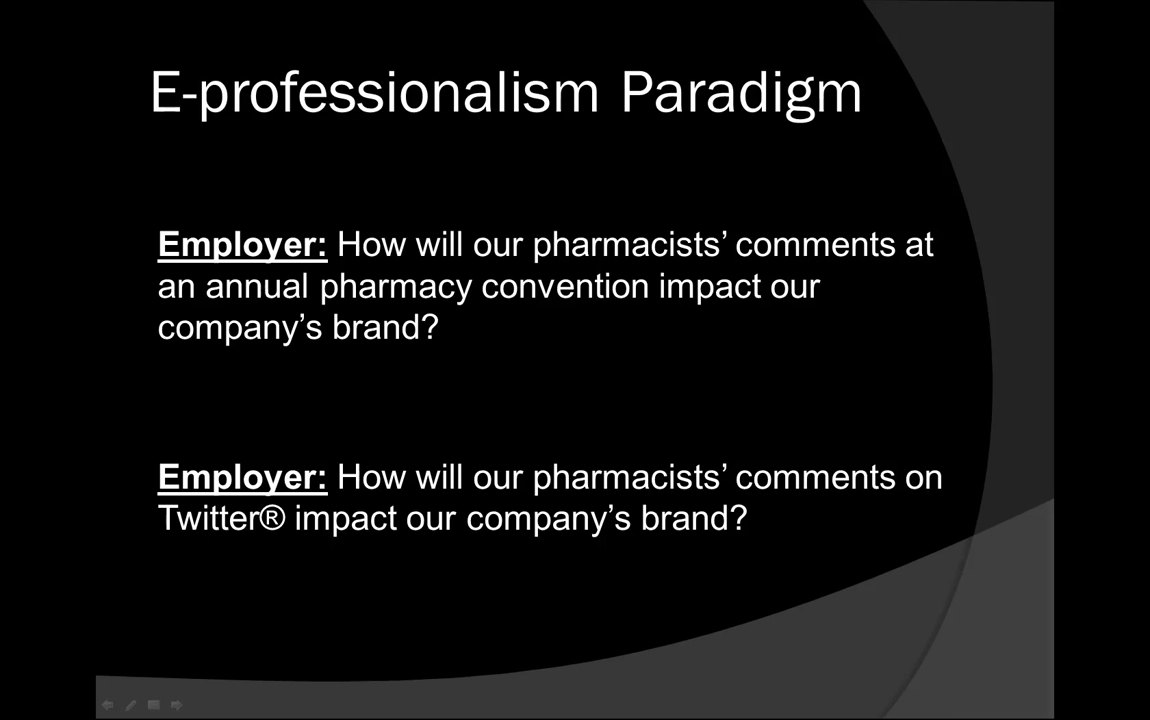 E-professionalism Paradigm
Employer: How will our pharmacists’ comments at
an annual pharmacy convention impact our
company’s brand?
Employer: How will our pharmacists’ comments on
Twitter® impact our company’s brand?